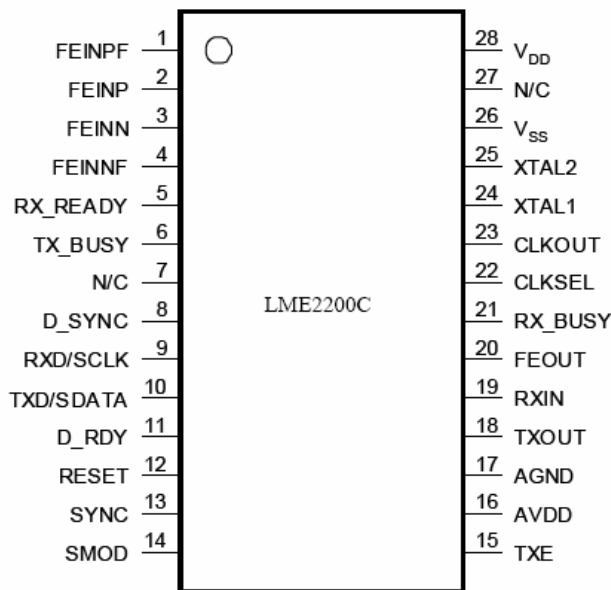 FEINPF 1 28 VDD
FEINP 2 27 N/C
FEINN 3 26 VSS
FEINNF 4 25 XTAL2
RX_READY 5 24 XTAL1
TX_BUSY 6 23 CLKOUT
N/C 7 22 CLKSEL
LME2200C
D_SYNC 8 21 RX_BUSY
RXD/SCLK 9 20 FEOUT
TXD/SDATA 10 19 RXIN
D_RDY 11 18 TXOUT
RESET 12 17 AGND
SYNC 13 16 AVDD
SMOD 14 15 TXE